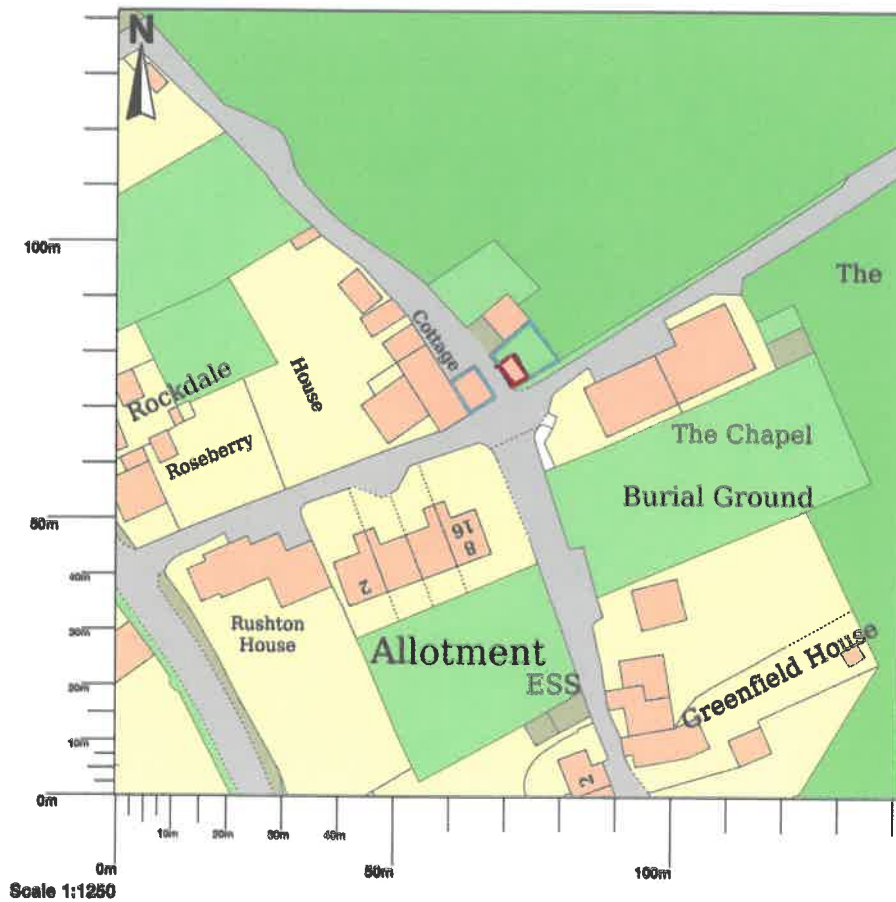 N
100m
Cottage
The
Rockdale
House
Roseberry
The Chapel
Burial Ground
50m
16
8
2
40m
30m
Rushton
House
Allotment
Greenfield House
20m
ESS
10m
2
0m
10m
20m
30m
40m
0m
50m
100m
Scale 1:1250